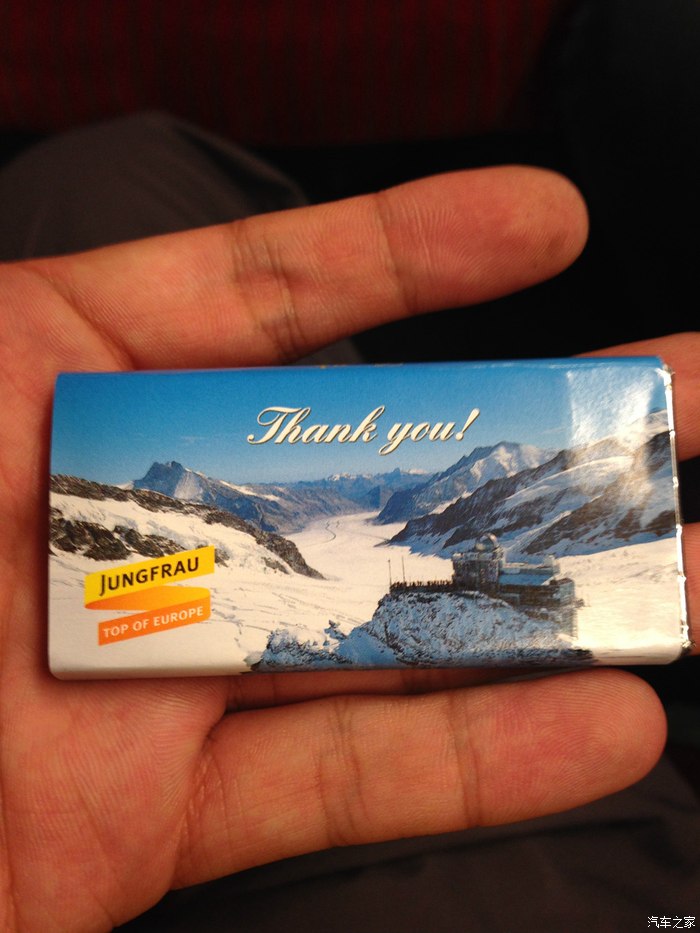 Thank you!
JUNGFRAU
TOP OF EUROPE
汽车之家